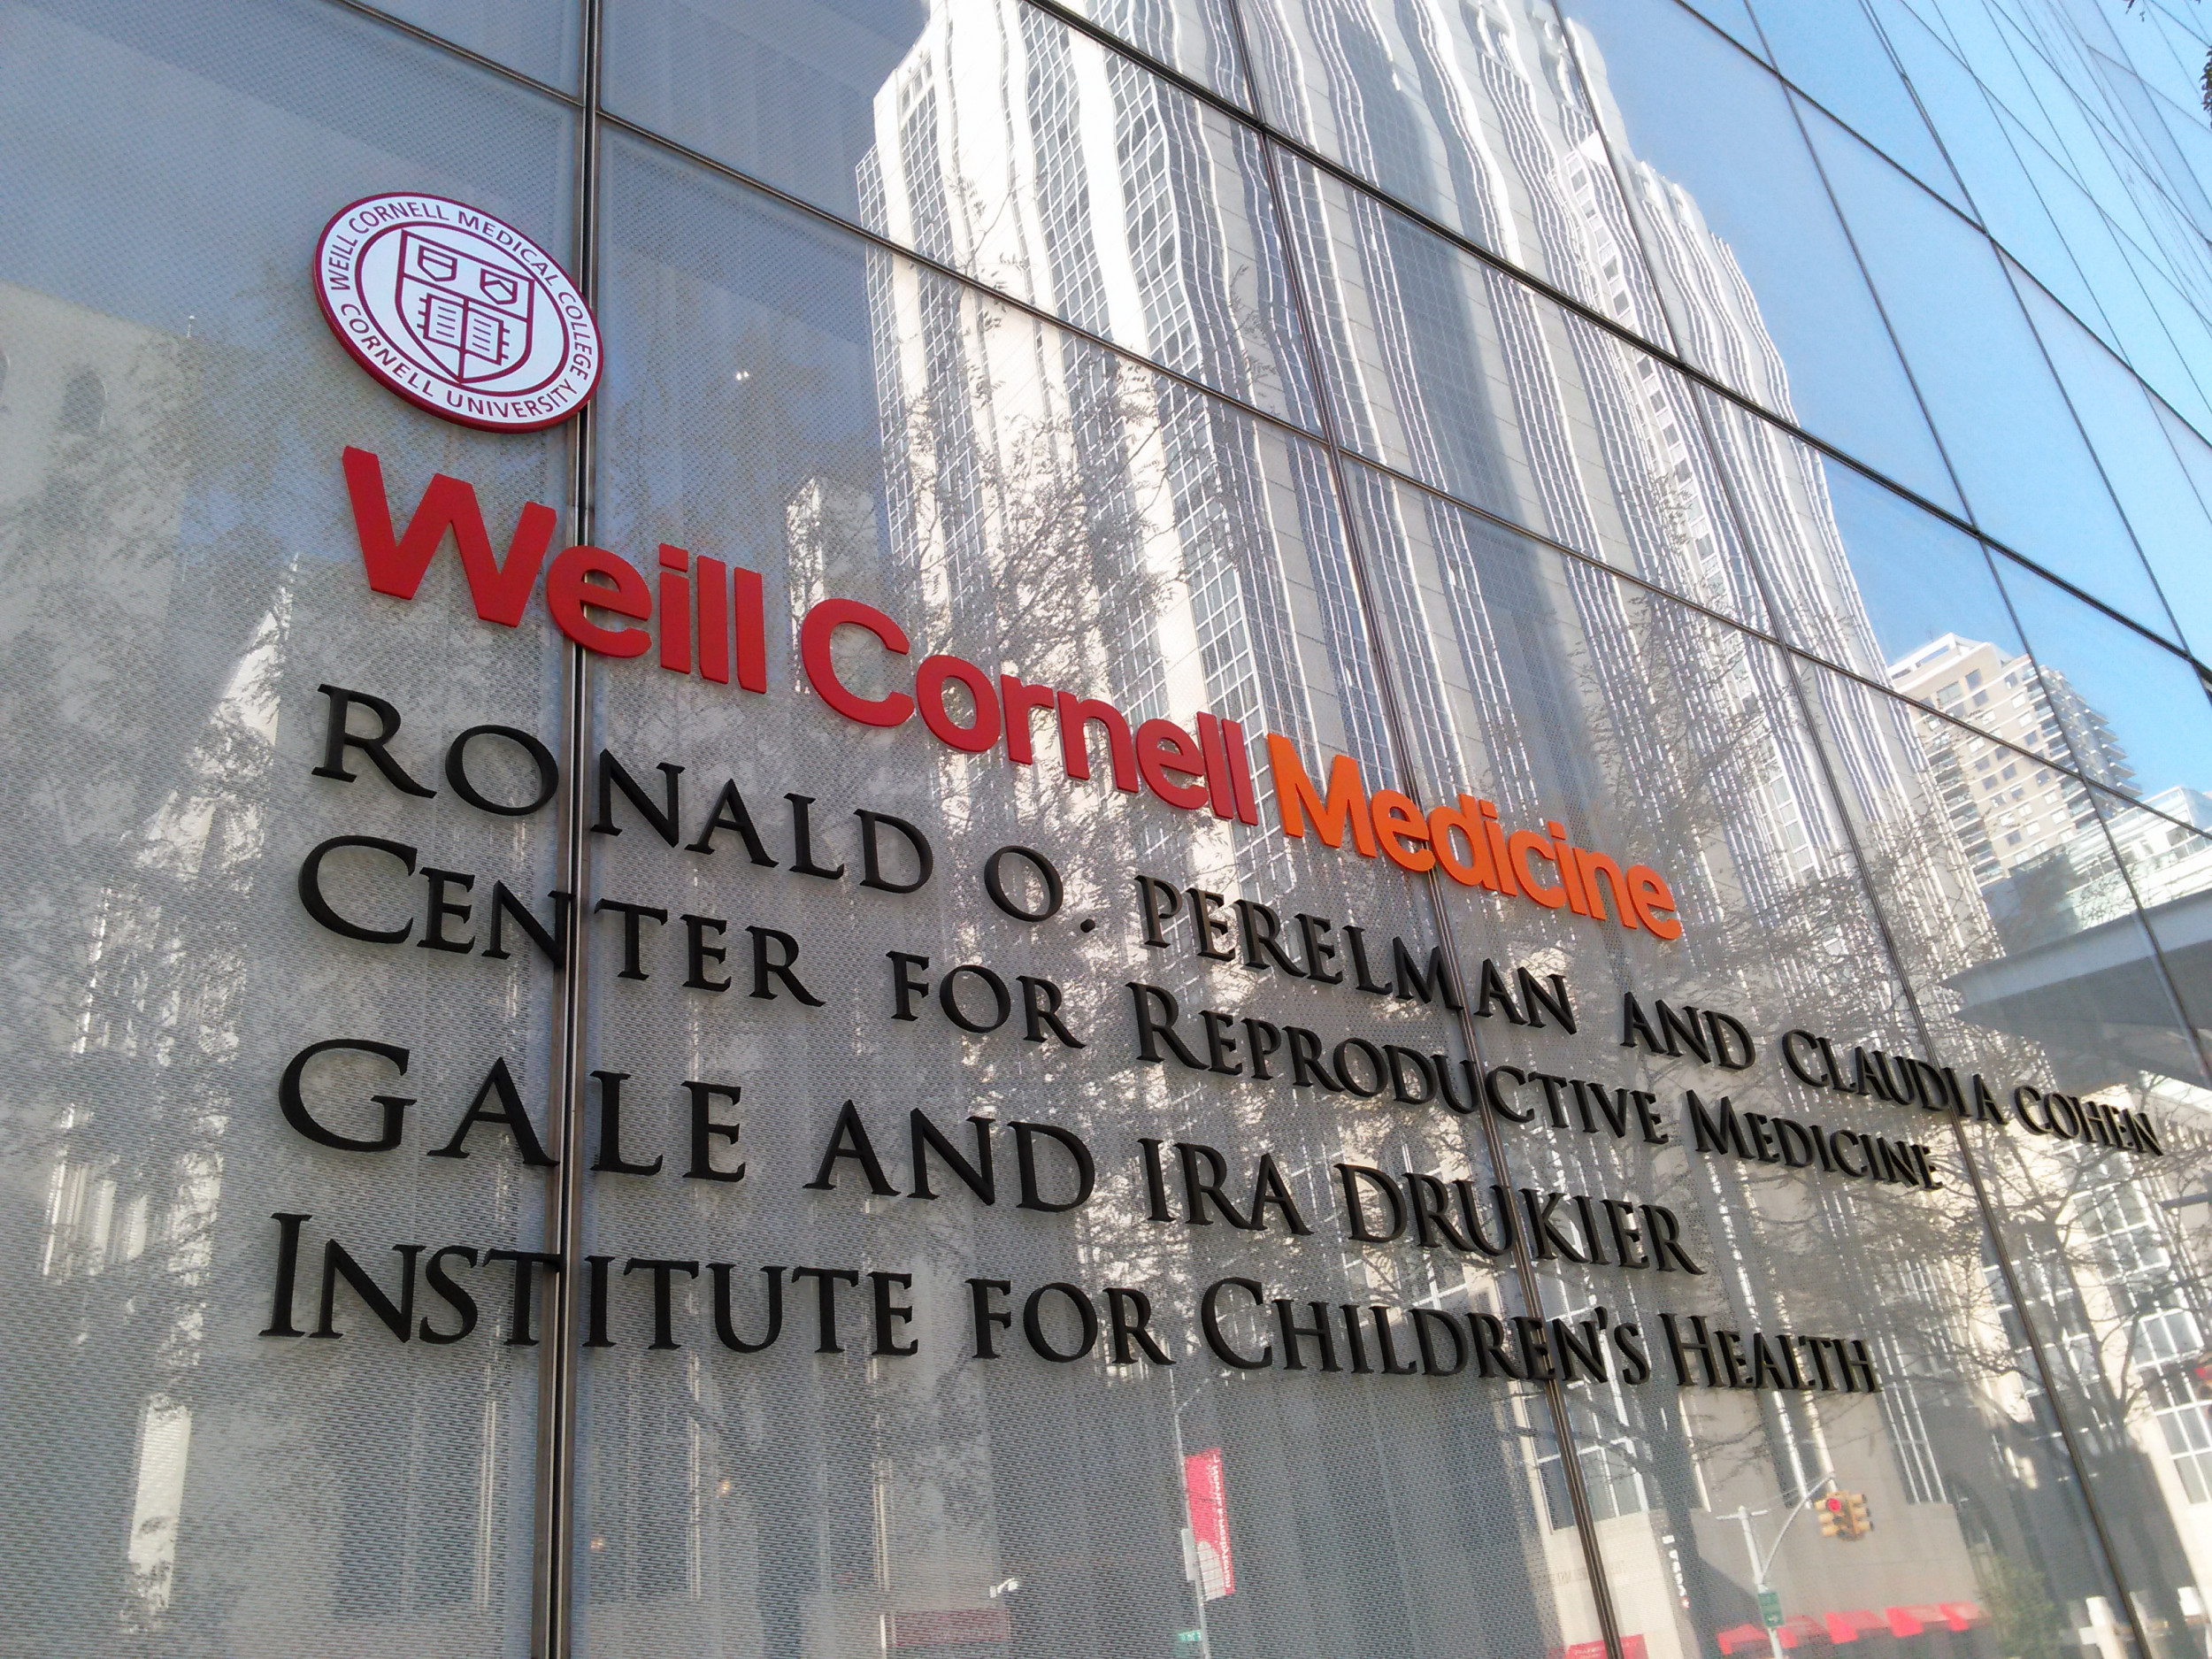 WEILL CORNELL MEDICAL COLLEGE
CORNELL UNIVERSITY
Weill Cornell Medicine
RONALD O. PERELMAN AND CLAUDIA COHEN
CENTER FOR REPRODUCTIVE MEDICINE
GALE AND IRA DRUKIER
INSTITUTE FOR CHILDREN'S HEALTH